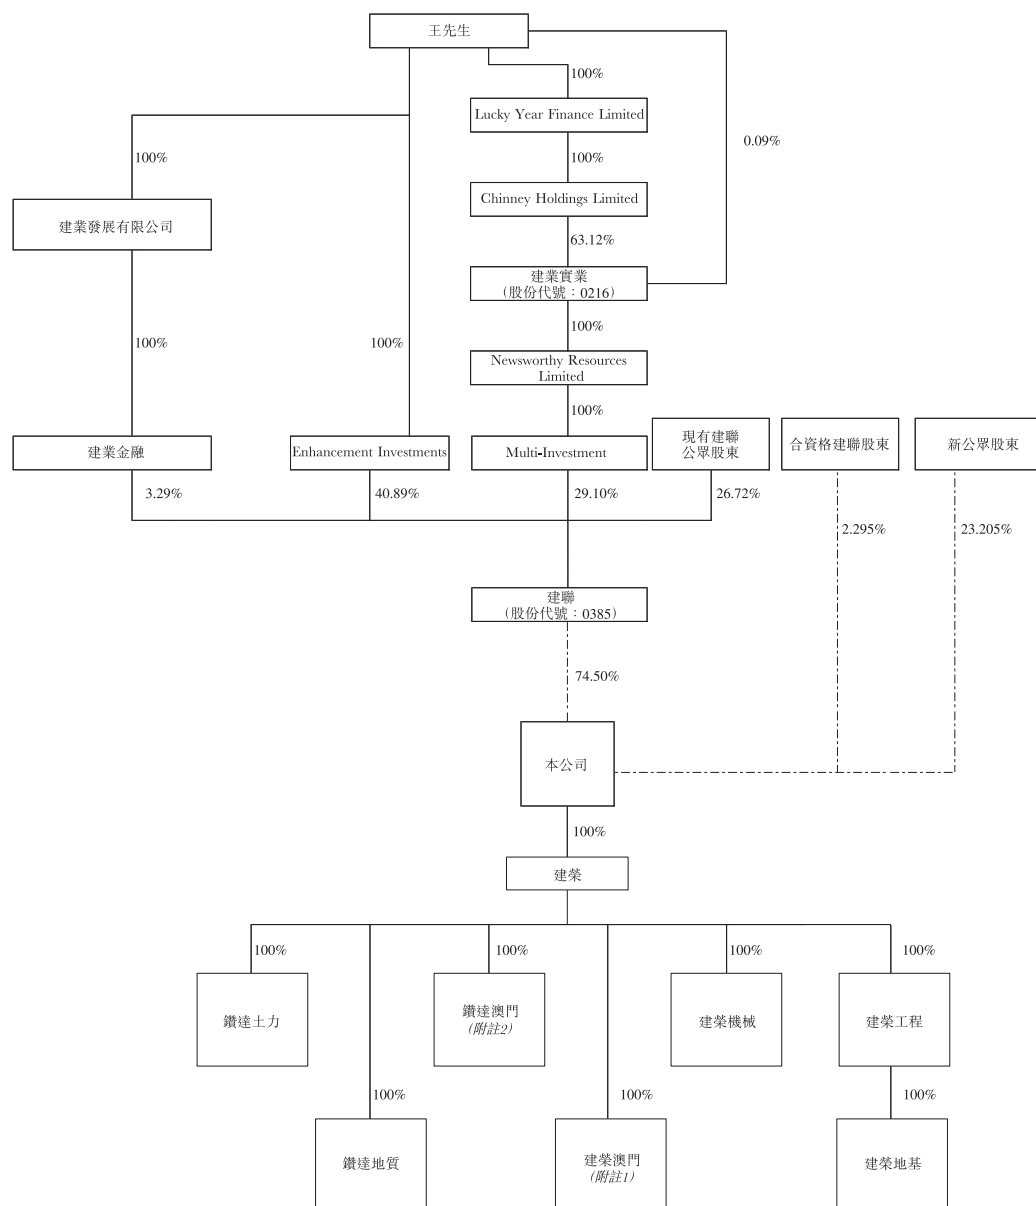 王先生
100%
Lucky Year Finance Limited
0.09%
100%
100%
Chinney Holdings Limited
建業發展有限公司
63.12%
建業實業
(股份代號：0216)
100%
100%
100%
Newsworthy Resources
Limited
100%
現有建聯
公眾股東
合資格建聯股東
新公眾股東
建業金融
Enhancement Investments
Multi-Investment
3.29%
40.89%
29.10%
26.72%
2.295%
23.205%
建聯
(股份代號：0385)
74.50%
本公司
100%
建榮
100%
100%
100%
100%
鑽達土力
鑽達澳門
(附註2)
建榮機械
建榮工程
100%
100%
100%
鑽達地質
建榮澳門
(附註1)
建榮地基